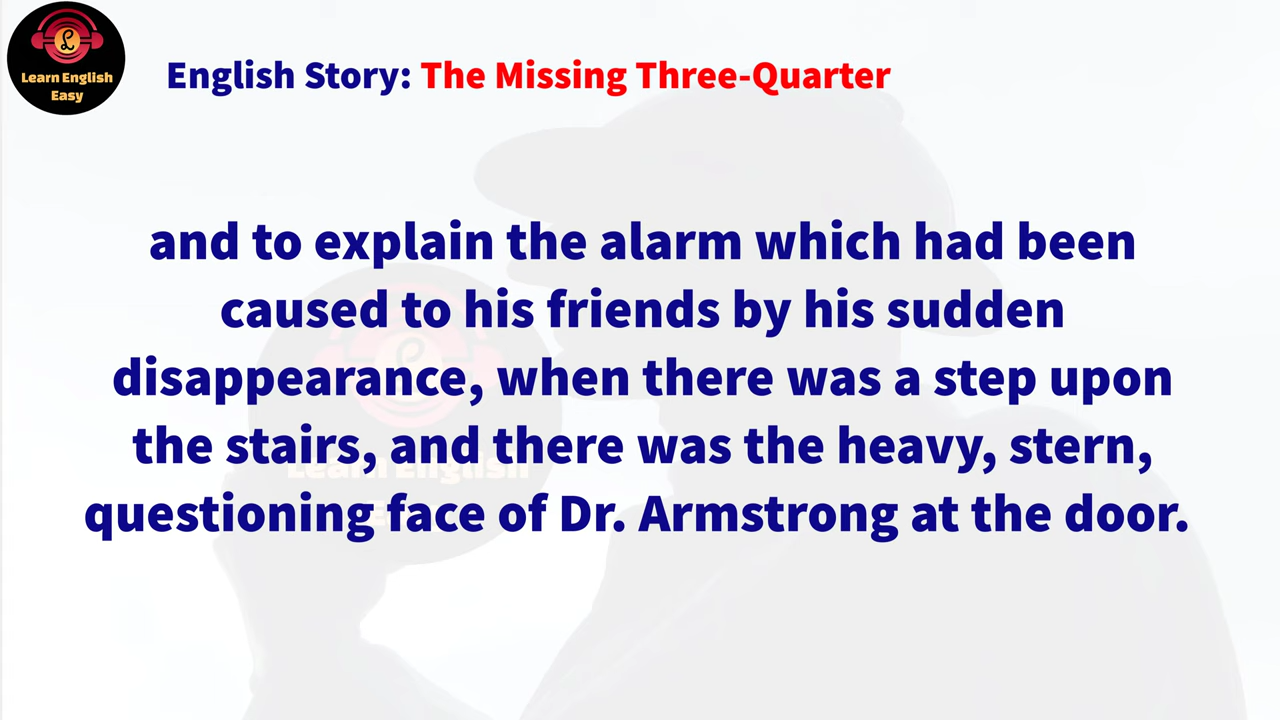 Learn English
Easy
English Story: The Missing Three-Quarter
and to explain the alarm which had been
caused to his friends by his sudden
disappearance, when there was a step upon
the stairs, and there was the heavy, stern,
questioning face of Dr. Armstrong at the door.
Learn English